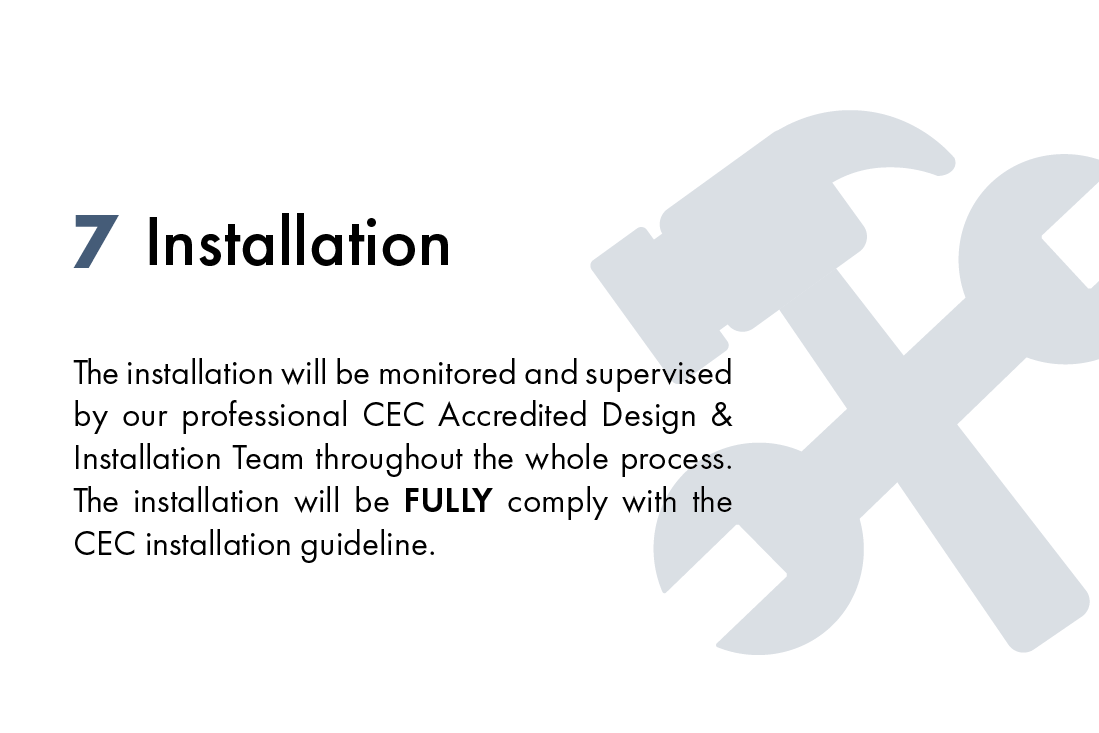 7 Installation
The installation will be monitored and supervised
by our professional CEC Accredited Design &
Installation Team throughout the whole process.
The installation will be FULLY comply with the
CEC installation guideline.